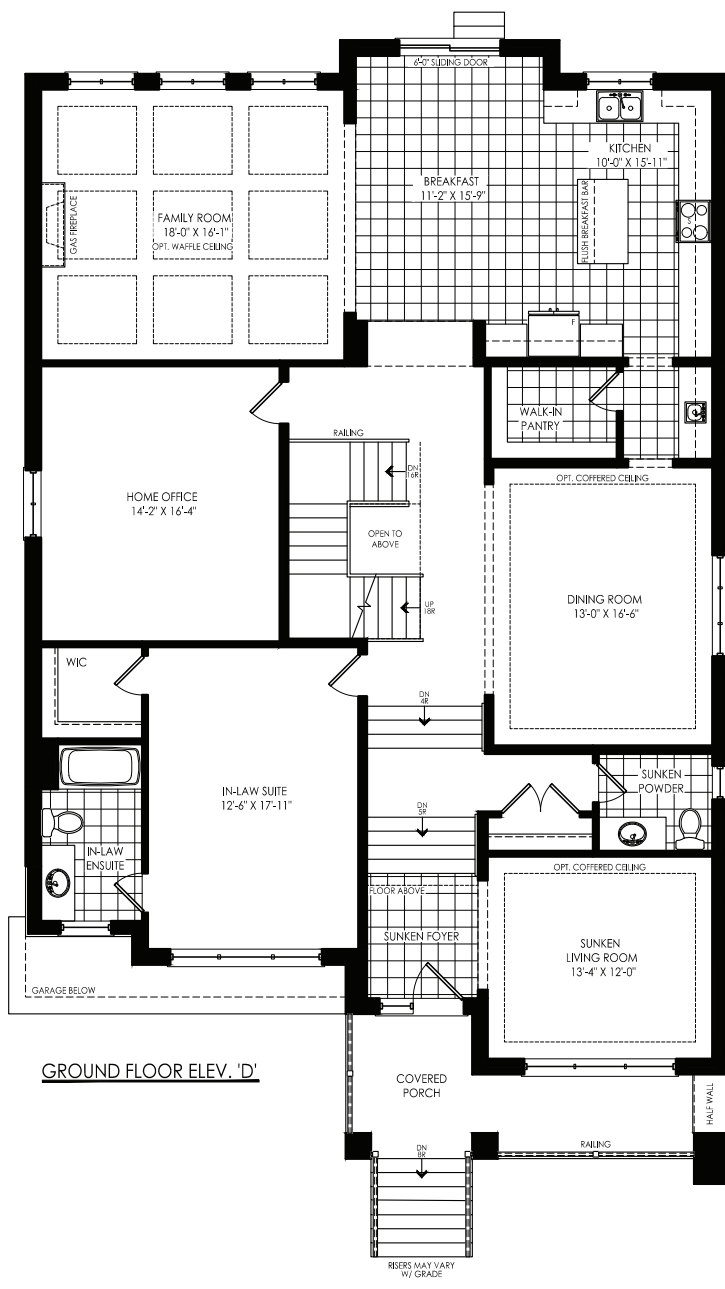 6'-0" SLIDING DOOR
KITCHEN
10'-0" X 15'-11"
BREAKFAST
11'-2" X 15'-9"
FLUSH BREAKFAST BAR
GAS FIREPLACE
FAMILY ROOM
18'-0" X 16'-1"
OPT. WAFFLE CEILING
F
WALK-IN
PANTRY
RAILING
DN
16R
OPT. COFFERED CEILING
HOME OFFICE
14'-2" X 16'-4"
OPEN TO
ABOVE
DINING ROOM
13'-0" X 16'-6"
UP
18R
WIC
DN
4R
SUNKEN
POWDER
IN-LAW SUITE
12'-6" X 17'-11"
DN
5R
IN-LAW
ENSUITE
OPT. COFFERED CEILING
FLOOR ABOVE
SUNKEN FOYER
SUNKEN
LIVING ROOM
13'-4" X 12'-0"
GARAGE BELOW
GROUND FLOOR ELEV. 'D'
COVERED
PORCH
HALF WALL
DN
8R
RAILING
RISERS MAY VARY
W/ GRADE